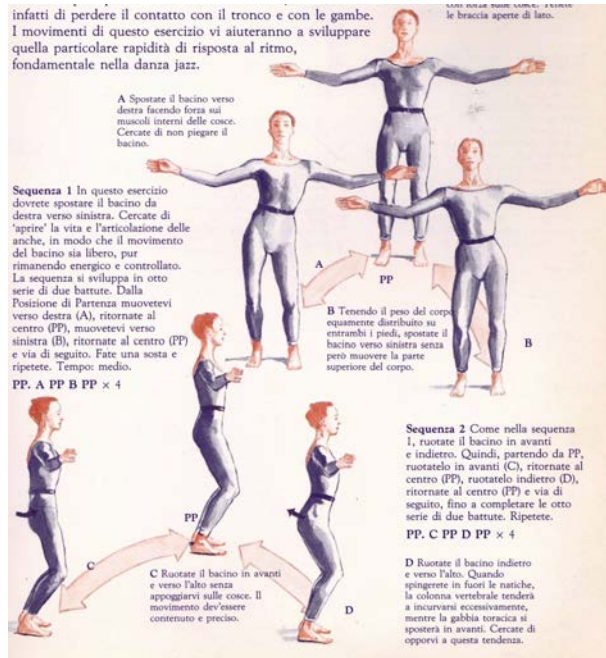 infatti di perdere il contatto con il tronco e con le gambe.
I movimenti di questo esercizio vi aiuteranno a sviluppare
quella particolare rapidità di risposta al ritmo,
fondamentale nella danza jazz.
le braccia aperte di lato.
A Spostate il bacino verso
destra facendo forza sui
muscoli interni delle cosce.
Cercate di non piegare il
bacino.
Sequenza 1 In questo esercizio
dovrete spostare il bacino da
destra verso sinistra. Cercate di
'aprire' la vita e l'articolazione delle
anche, in modo che il movimento
del bacino sia libero, pur
rimanendo energico e controllato.
La sequenza si sviluppa in otto
serie di due battute. Dalla
Posizione di Partenza muovetevi
verso destra (A), ritornate al
centro (PP), muovetevi verso
sinistra (B), ritornate al centro (PP)
e via di seguito. Fate una sosta e
ripetete. Tempo: medio.
PP. A PP B PP × 4
A
PP
B
B Tenendo il peso del corpo
equamente distribuito su
entrambi i piedi, spostate il
bacino verso sinistra senza
però muovere la parte
superiore del corpo.
Sequenza 2 Come nella sequenza
1, ruotate il bacino in avanti
e indietro. Quindi, partendo da PP,
ruotatelo in avanti (C), ritornate al
centro (PP), ruotatelo indietro (D),
ritornate al centro (PP) e via di
seguito, fino a completare le otto
serie di due battute. Ripetete.
PP. C PP D PP × 4
PP
C
D
C Ruotate il bacino in avanti
e verso l'alto senza
appoggiarvi sulle cosce. Il
movimento dev'essere
contenuto e preciso.
D Ruotate il bacino indietro
e verso l'alto. Quando
spingerete in fuori le natiche,
la colonna vertebrale tenderà
a incurvarsi eccessivamente,
mentre la gabbia toracica si
sposterà in avanti. Cercate di
opporvi a questa tendenza.